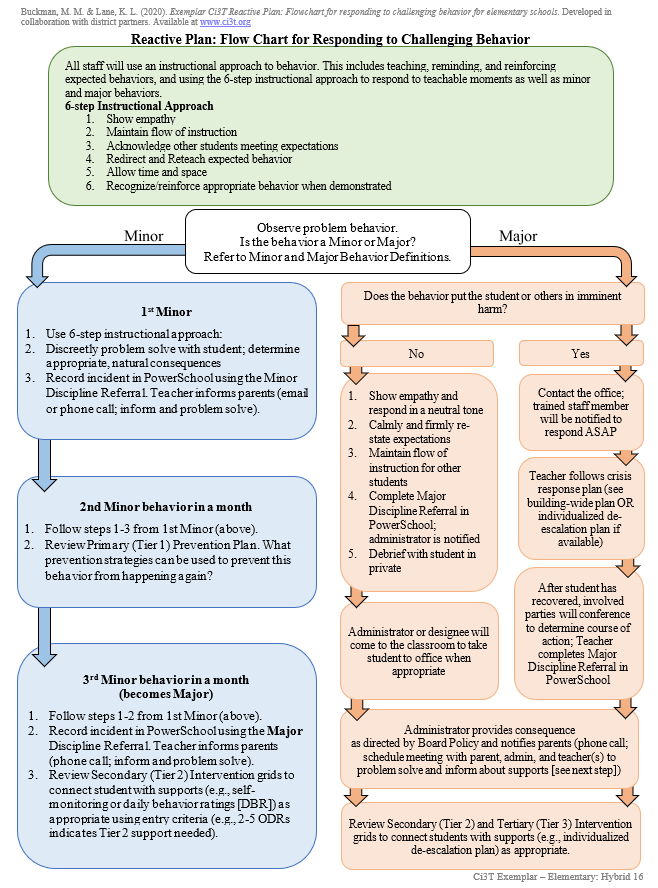 Buckman, M. M. & Lane, K. L. (2020). Exemplar Ci3T Reactive Plan: Flowchart for responding to challenging behavior for elementary schools. Developed in
collaboration with district partners. Available at www.ci3t.org
Reactive Plan: Flow Chart for Responding to Challenging Behavior
All staff will use an instructional approach to behavior. This includes teaching, reminding, and reinforcing
expected behaviors, and using the 6-step instructional approach to respond to teachable moments as well as minor
and major behaviors.
6-step Instructional Approach
1. Show empathy
2. Maintain flow of instruction
3. Acknowledge other students meeting expectations
4. Redirect and Reteach expected behavior
5. Allow time and space
6. Recognize/reinforce appropriate behavior when demonstrated
Observe problem behavior.
Is the behavior a Minor or Major?
Refer to Minor and Major Behavior Definitions.
Minor
1st Minor
1. Use 6-step instructional approach:
2. Discreetly problem solve with student; determine
appropriate, natural consequences
3. Record incident in PowerSchool using the Minor
Discipline Referral. Teacher informs parents (email
or phone call; inform and problem solve).
2nd Minor behavior in a month
1. Follow steps 1-3 from 1st Minor (above).
2. Review Primary (Tier 1) Prevention Plan. What
prevention strategies can be used to prevent this
behavior from happening again?
3rd Minor behavior in a month
(becomes Major)
1. Follow steps 1-2 from 1st Minor (above).
2. Record incident in PowerSchool using the Major
Discipline Referral. Teacher informs parents
(phone call; inform and problem solve).
3. Review Secondary (Tier 2) Intervention grids to
connect student with supports (e.g., self-
monitoring or daily behavior ratings [DBR]) as
appropriate using entry criteria (e.g., 2-5 ODRs
indicates Tier 2 support needed).
Major
Does the behavior put the student or others in imminent
harm?
No
1. Show empathy and
respond in a neutral tone
2. Calmly and firmly re-
state expectations
3. Maintain flow of
instruction for other
students
4. Complete Major
Discipline Referral in
PowerSchool;
administrator is notified
5. Debrief with student in
private
Administrator or designee will
come to the classroom to take
student to office when
appropriate
Yes
Contact the office;
trained staff member
will be notified to
respond ASAP
Teacher follows crisis
response plan (see
building-wide plan OR
individualized de-
escalation plan if
available)
After student has
recovered, involved
parties will conference
to determine course of
action; Teacher
completes Major
Discipline Referral in
PowerSchool
Administrator provides consequence
as directed by Board Policy and notifies parents (phone call;
schedule meeting with parent, admin, and teacher(s) to
problem solve and inform about supports [see next step])
Review Secondary (Tier 2) and Tertiary (Tier 3) Intervention
grids to connect students with supports (e.g., individualized
de-escalation plan) as appropriate.
Ci3T Exemplar – Elementary: Hybrid 16